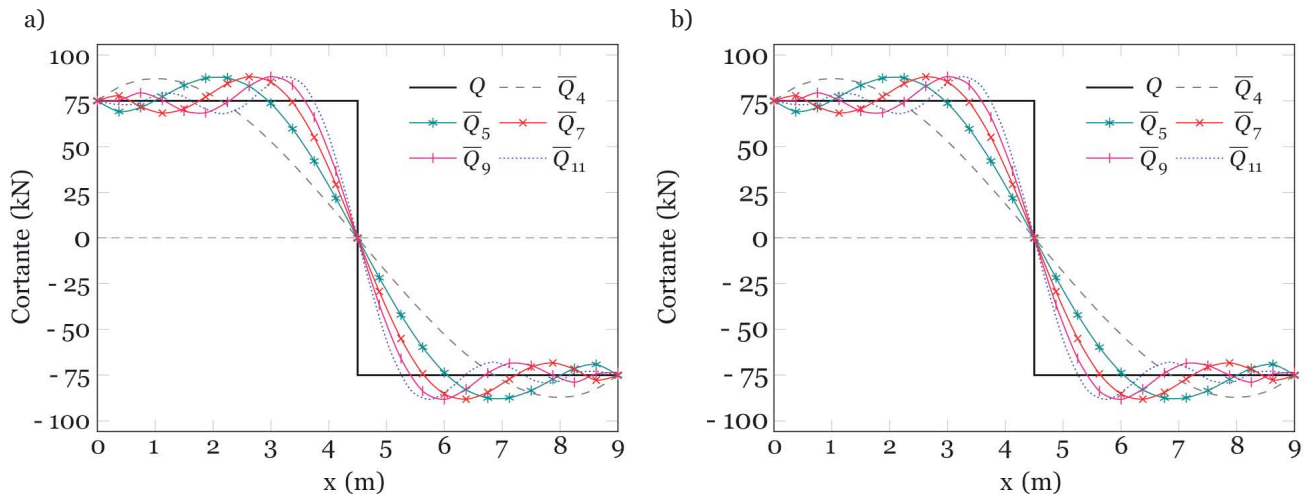 a)
100
75
50
25
0
- 25
- 50
- 75
- 100
Cortante (kN)
0 1 2 3 4 5 6 7 8 9
x (m)
Q Q̅₄
Q̅₅ Q̅₇
Q̅₉ Q̅₁₁
b)
100
75
50
25
0
- 25
- 50
- 75
- 100
Cortante (kN)
0 1 2 3 4 5 6 7 8 9
x (m)
Q Q̅₄
Q̅₅ Q̅₇
Q̅₉ Q̅₁₁